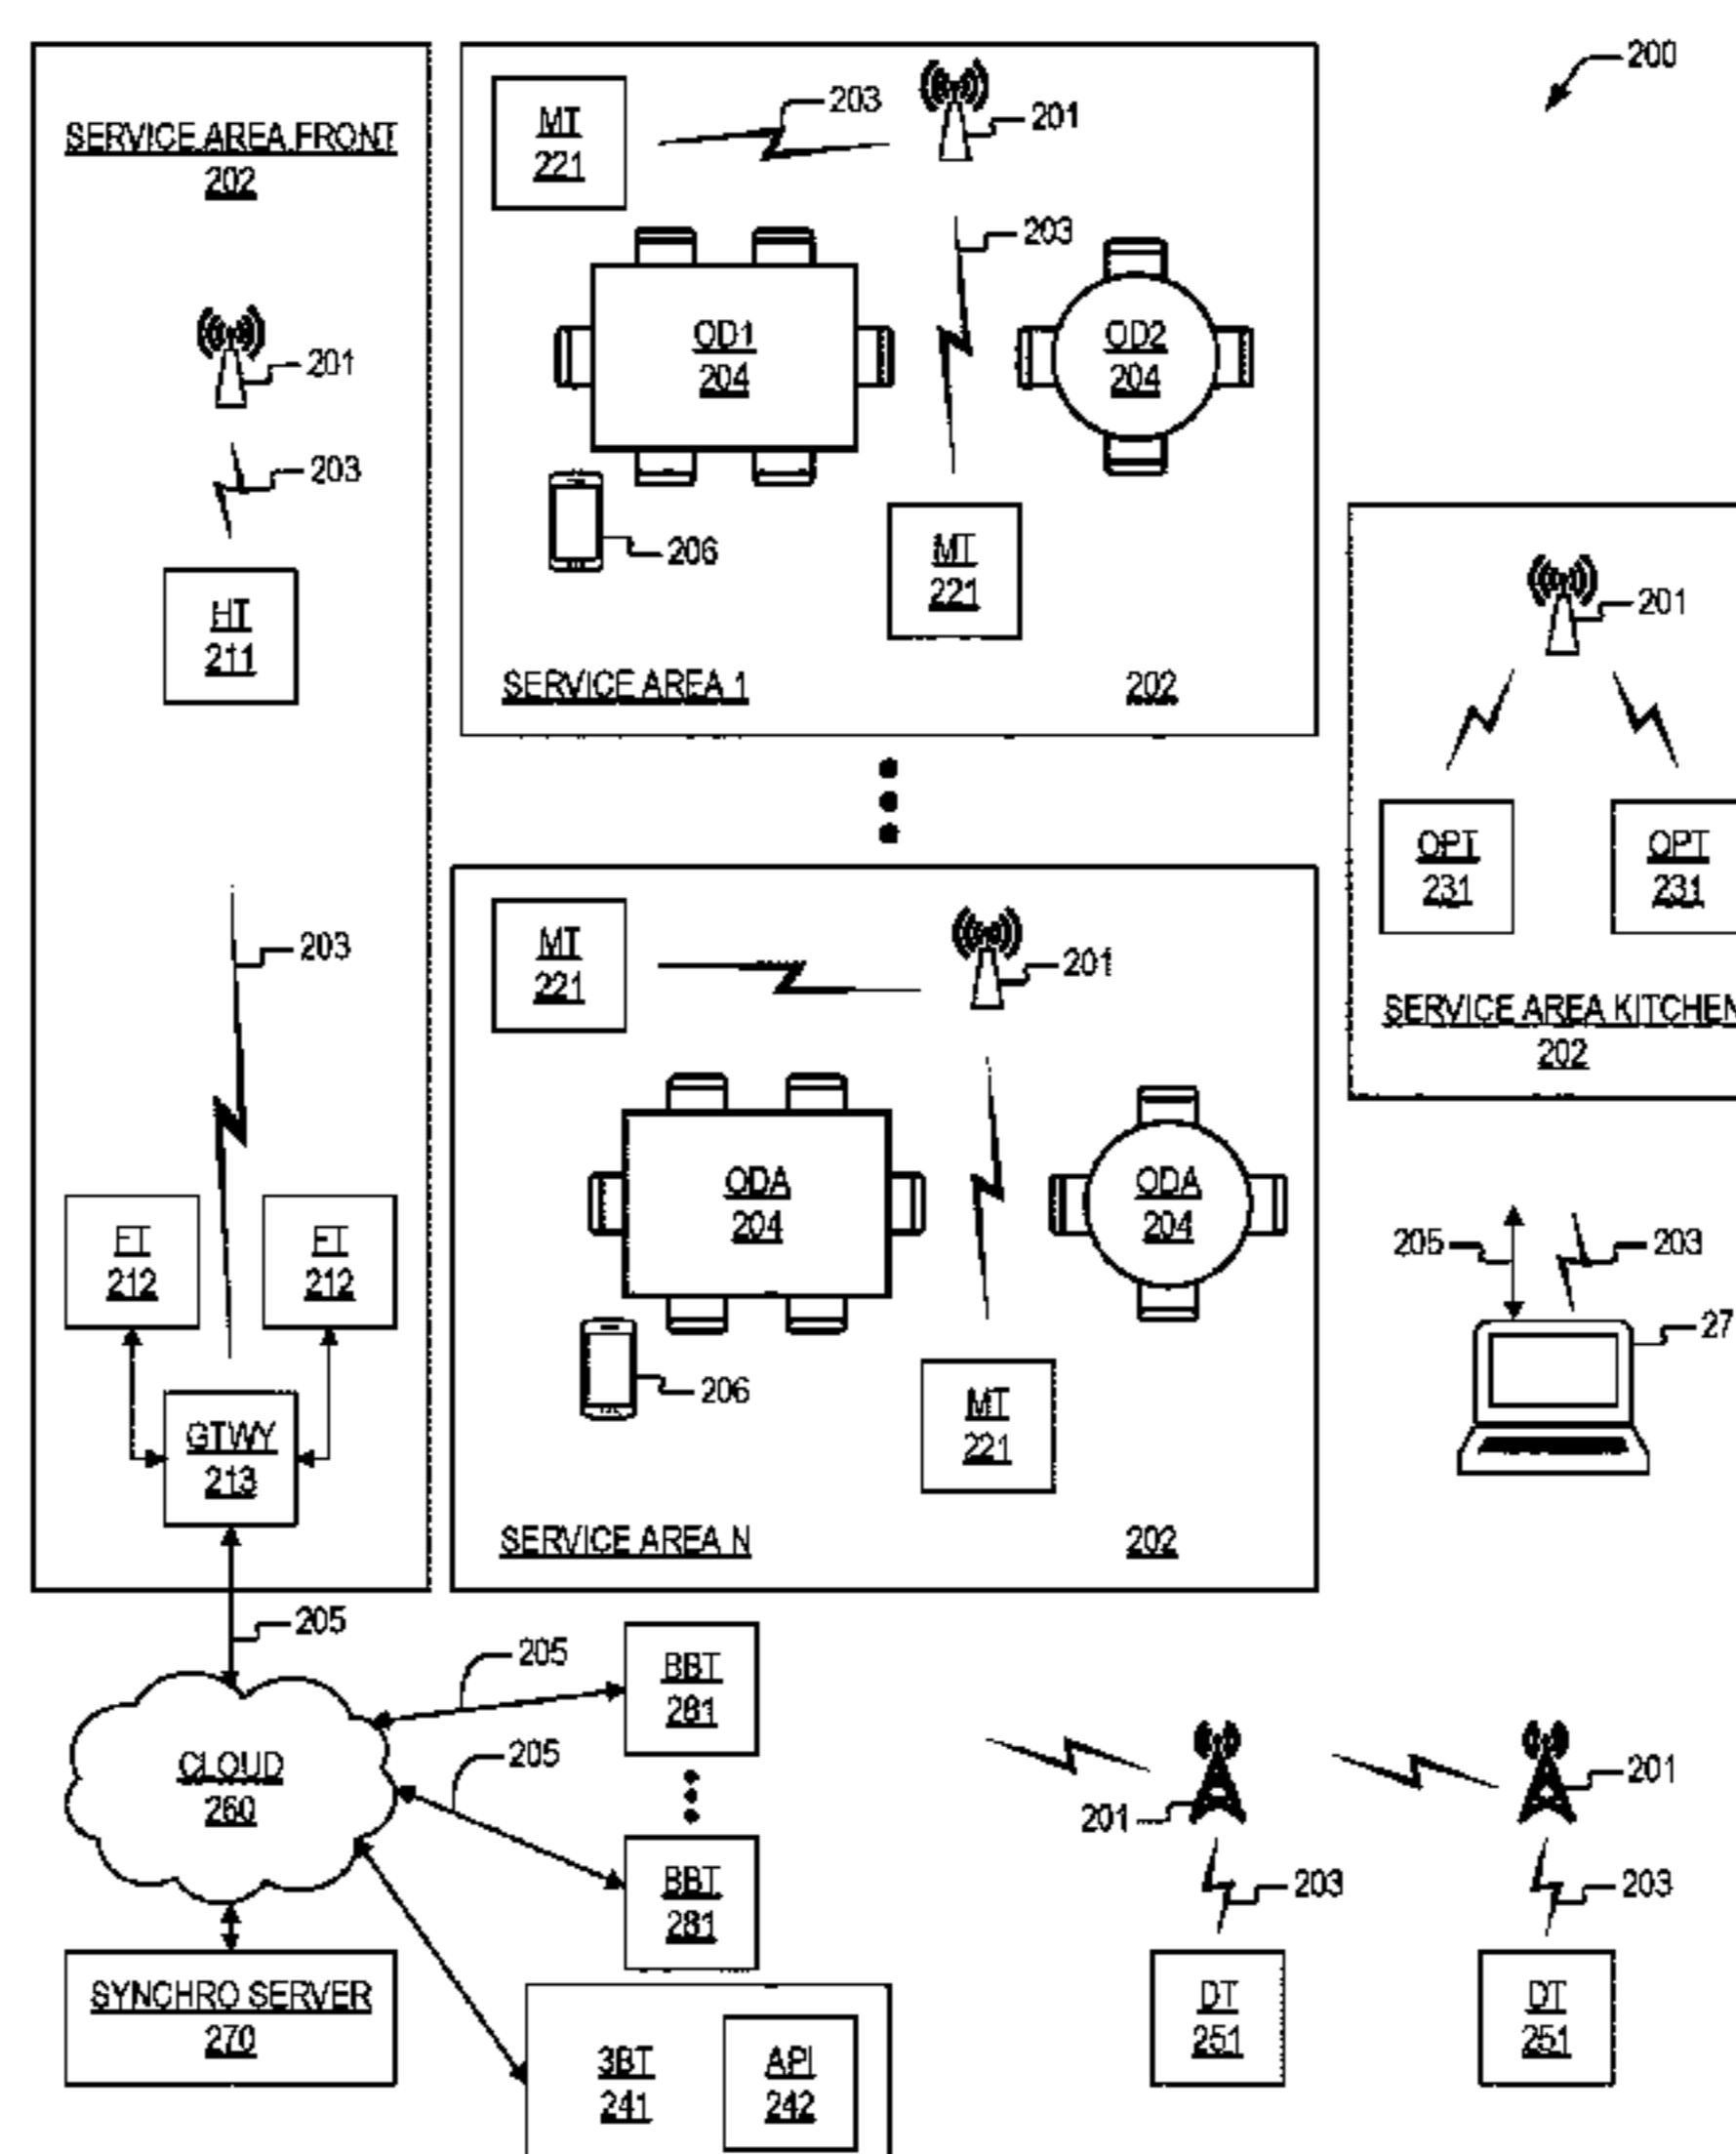 200
SERVICE AREA FRONT
202
201
203
HT
211
203
FT
212
FT
212
GTWY
213
MT
221
203
201
203
OD1
204
OD2
204
206
MT
221
SERVICE AREA 1
202
MT
221
201
ODA
204
ODA
204
206
MT
221
SERVICE AREA N
202
201
OPT
231
OPT
231
SERVICE AREA KITCHEN
202
205
203
27
205
CLOUD
260
205
BBT
281
205
BBT
281
SYNCHRO SERVER
270
3BT
241
API
242
201
201
203
203
DT
251
DT
251